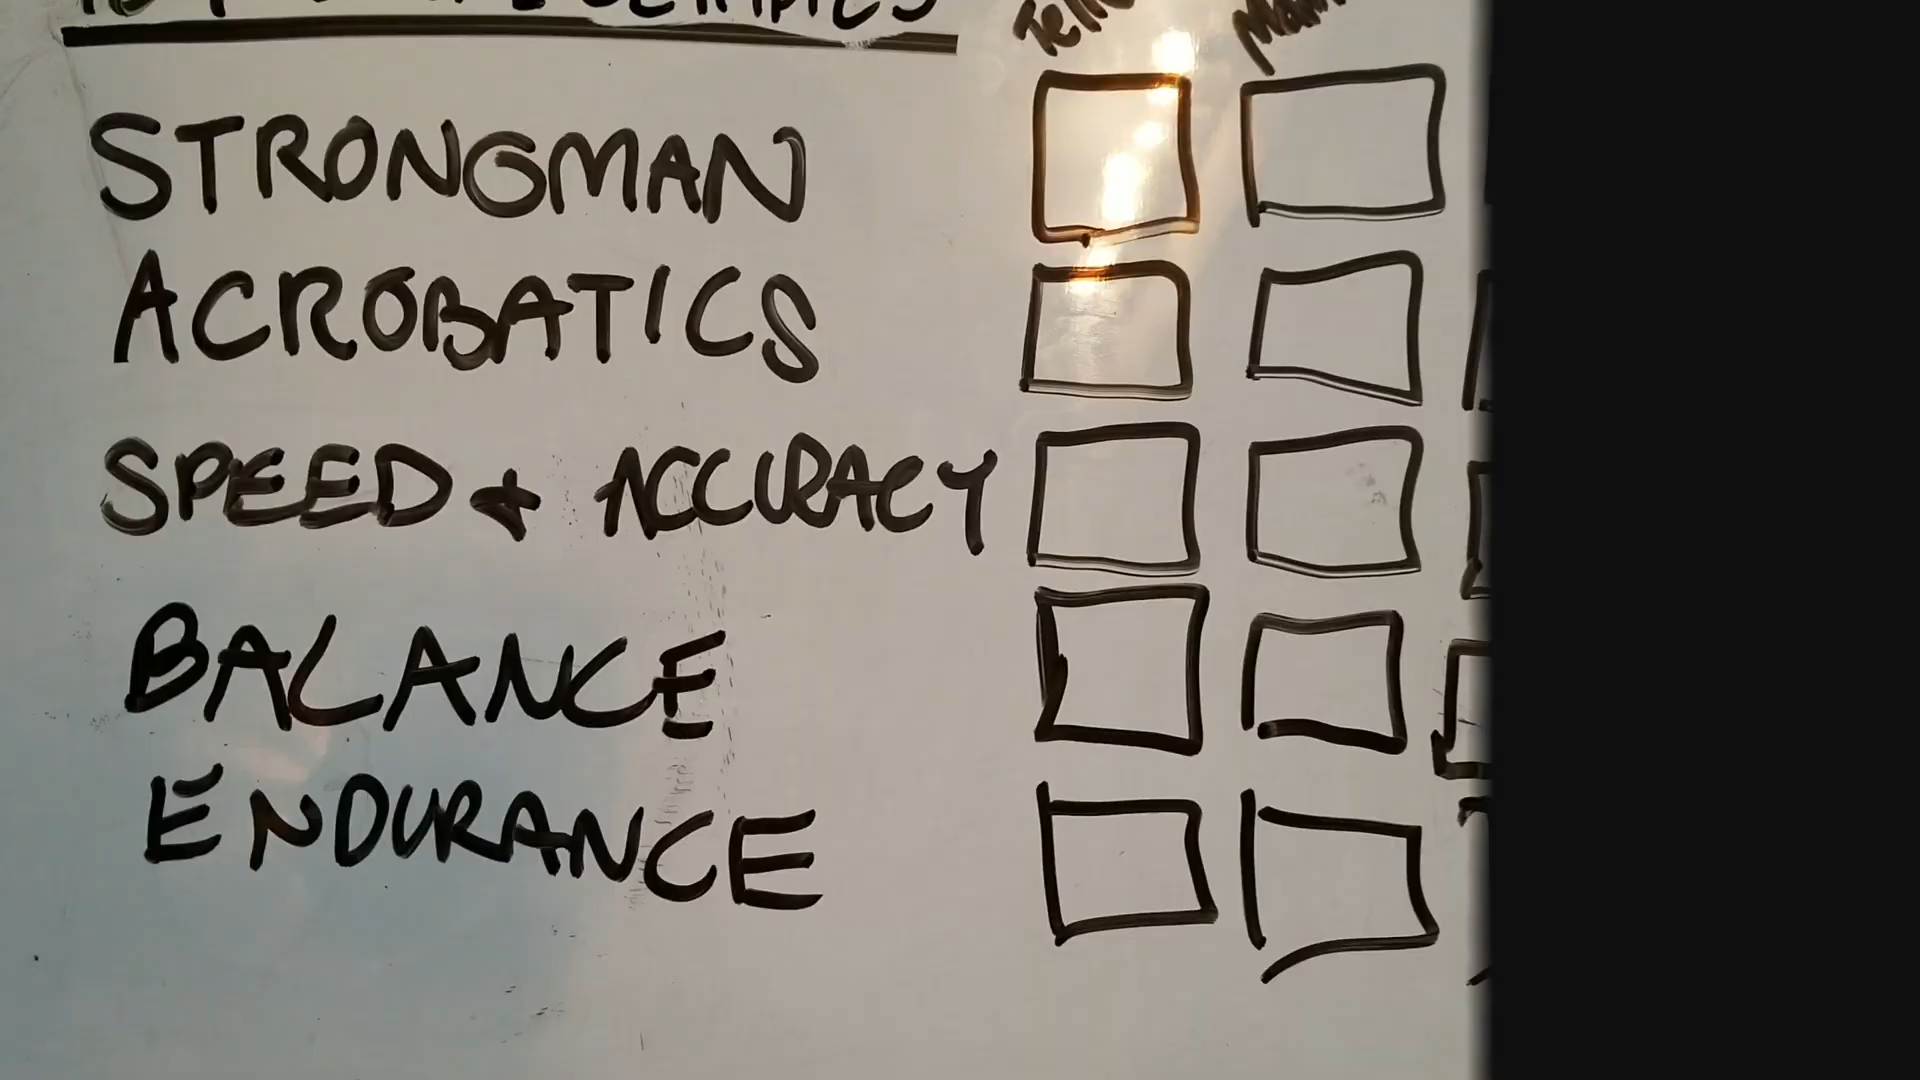 STRONGMAN
ACROBATICS
SPEED + ACCURACY
BALANCE
ENDURANCE